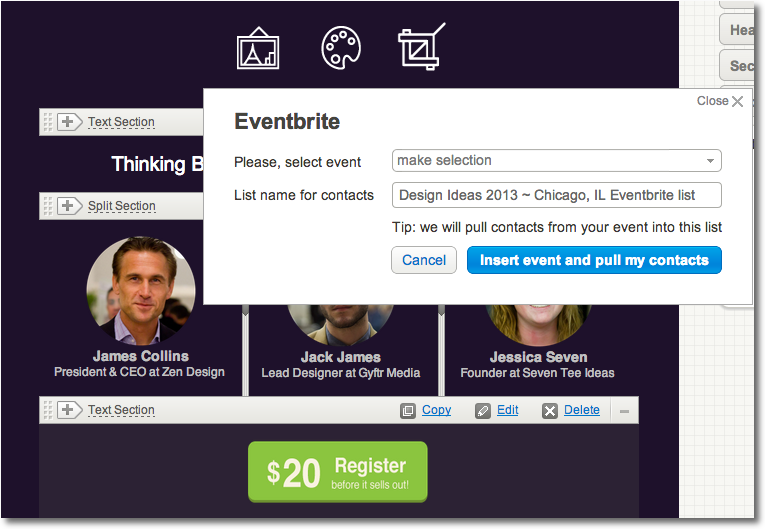 Hea
Sec
Close
Eventbrite
Text Section
Please, select event
make selection
Thinking B
List name for contacts
Design Ideas 2013 ~ Chicago, IL Eventbrite list
Split Section
Tip: we will pull contacts from your event into this list
Cancel
Insert event and pull my contacts
James Collins
President & CEO at Zen Design
Jack James
Lead Designer at Gyftr Media
Jessica Seven
Founder at Seven Tee Ideas
Text Section
Copy
Edit
Delete
$20
Register
before it sells out!